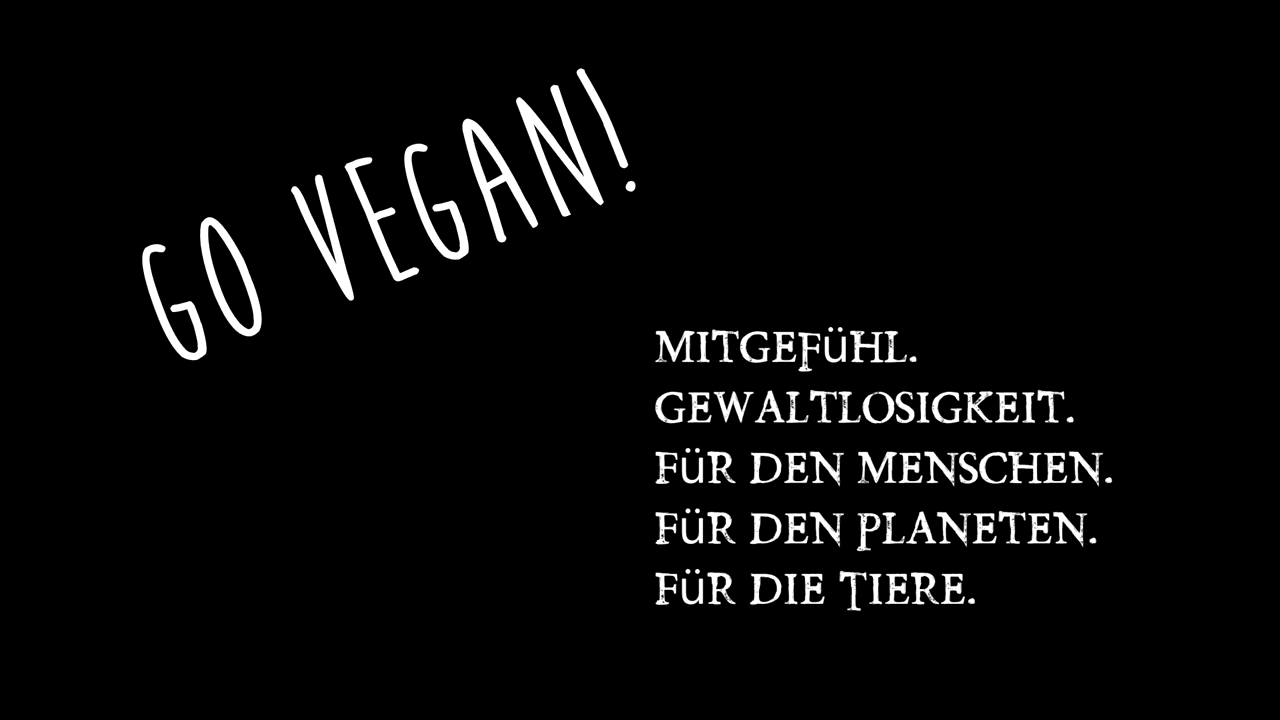 GO VEGAN!
MITGEFÜHL.
GEWALTLOSIGKEIT.
FÜR DEN MENSCHEN.
FÜR DEN PLANETEN.
FÜR DIE TIERE.